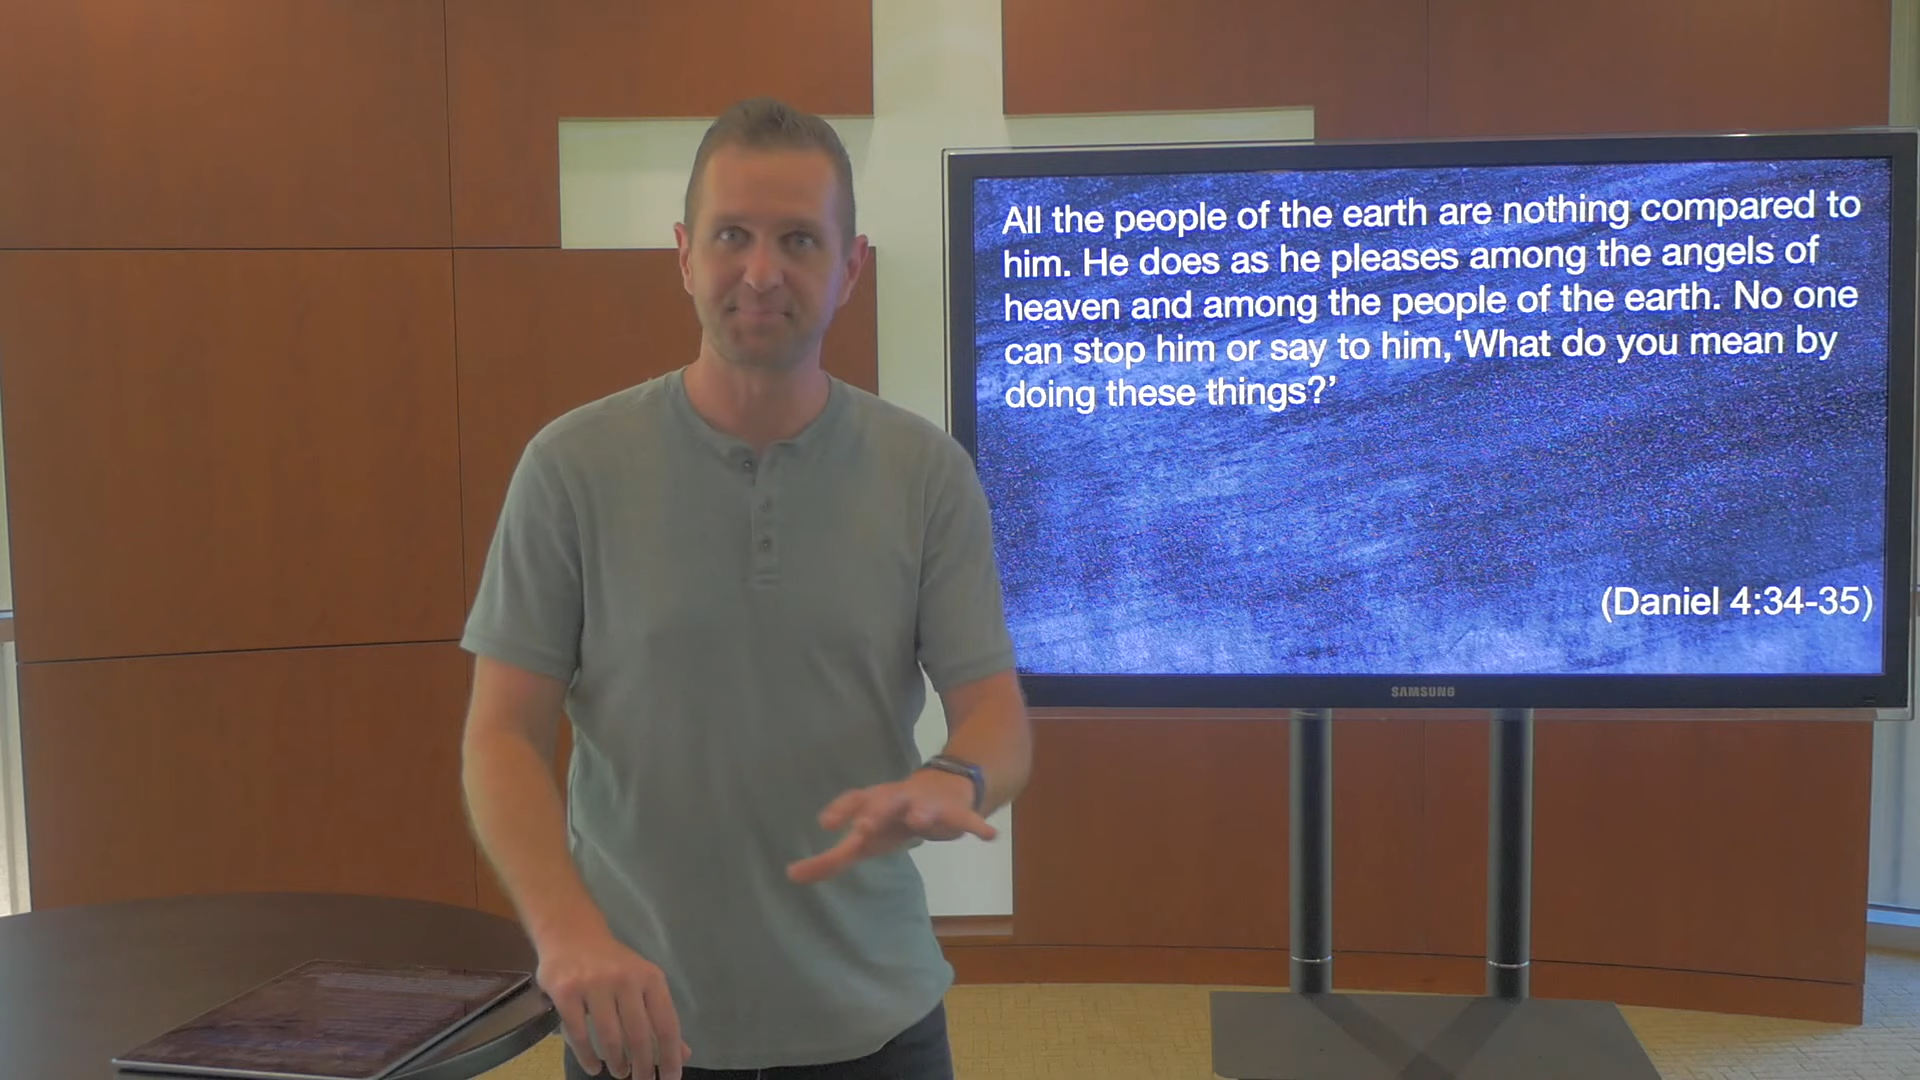 All the people of the earth are nothing compared to
him. He does as he pleases among the angels of
heaven and among the people of the earth. No one
can stop him or say to him,‘What do you mean by
doing these things?’
(Daniel 4:34-35)
SAMSUNG